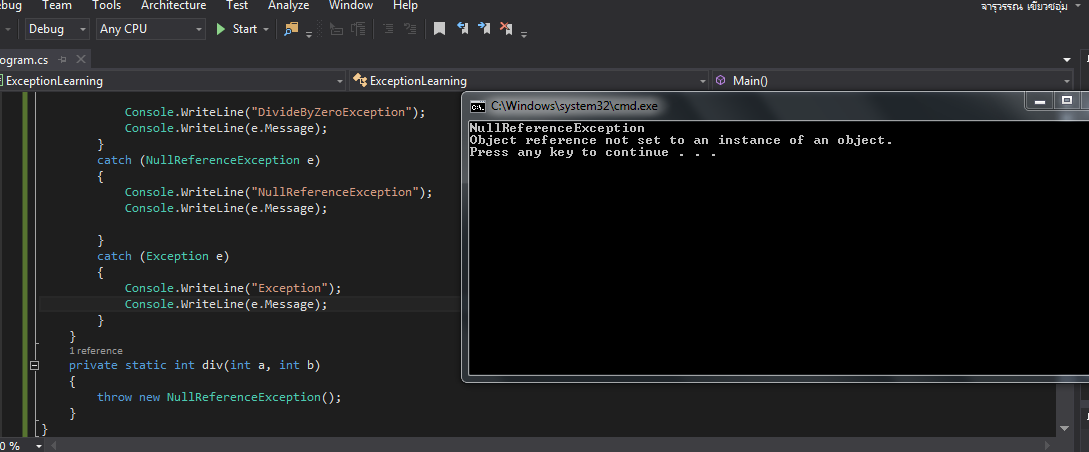 ebug Team Tools Architecture Test Analyze Window Help
จารุวรรณ เขียวชอุ่ม
Debug Any CPU Start
ogram.cs
ExceptionLearning ExceptionLearning Main()
Console.WriteLine("DivideByZeroException");
Console.WriteLine(e.Message);
}
catch (NullReferenceException e)
{
Console.WriteLine("NullReferenceException");
Console.WriteLine(e.Message);
}
catch (Exception e)
{
Console.WriteLine("Exception");
Console.WriteLine(e.Message);
}
}
1 reference
private static int div(int a, int b)
{
throw new NullReferenceException();
}
}
0 %
C:\Windows\system32\cmd.exe
NullReferenceException
Object reference not set to an instance of an object.
Press any key to continue . . .